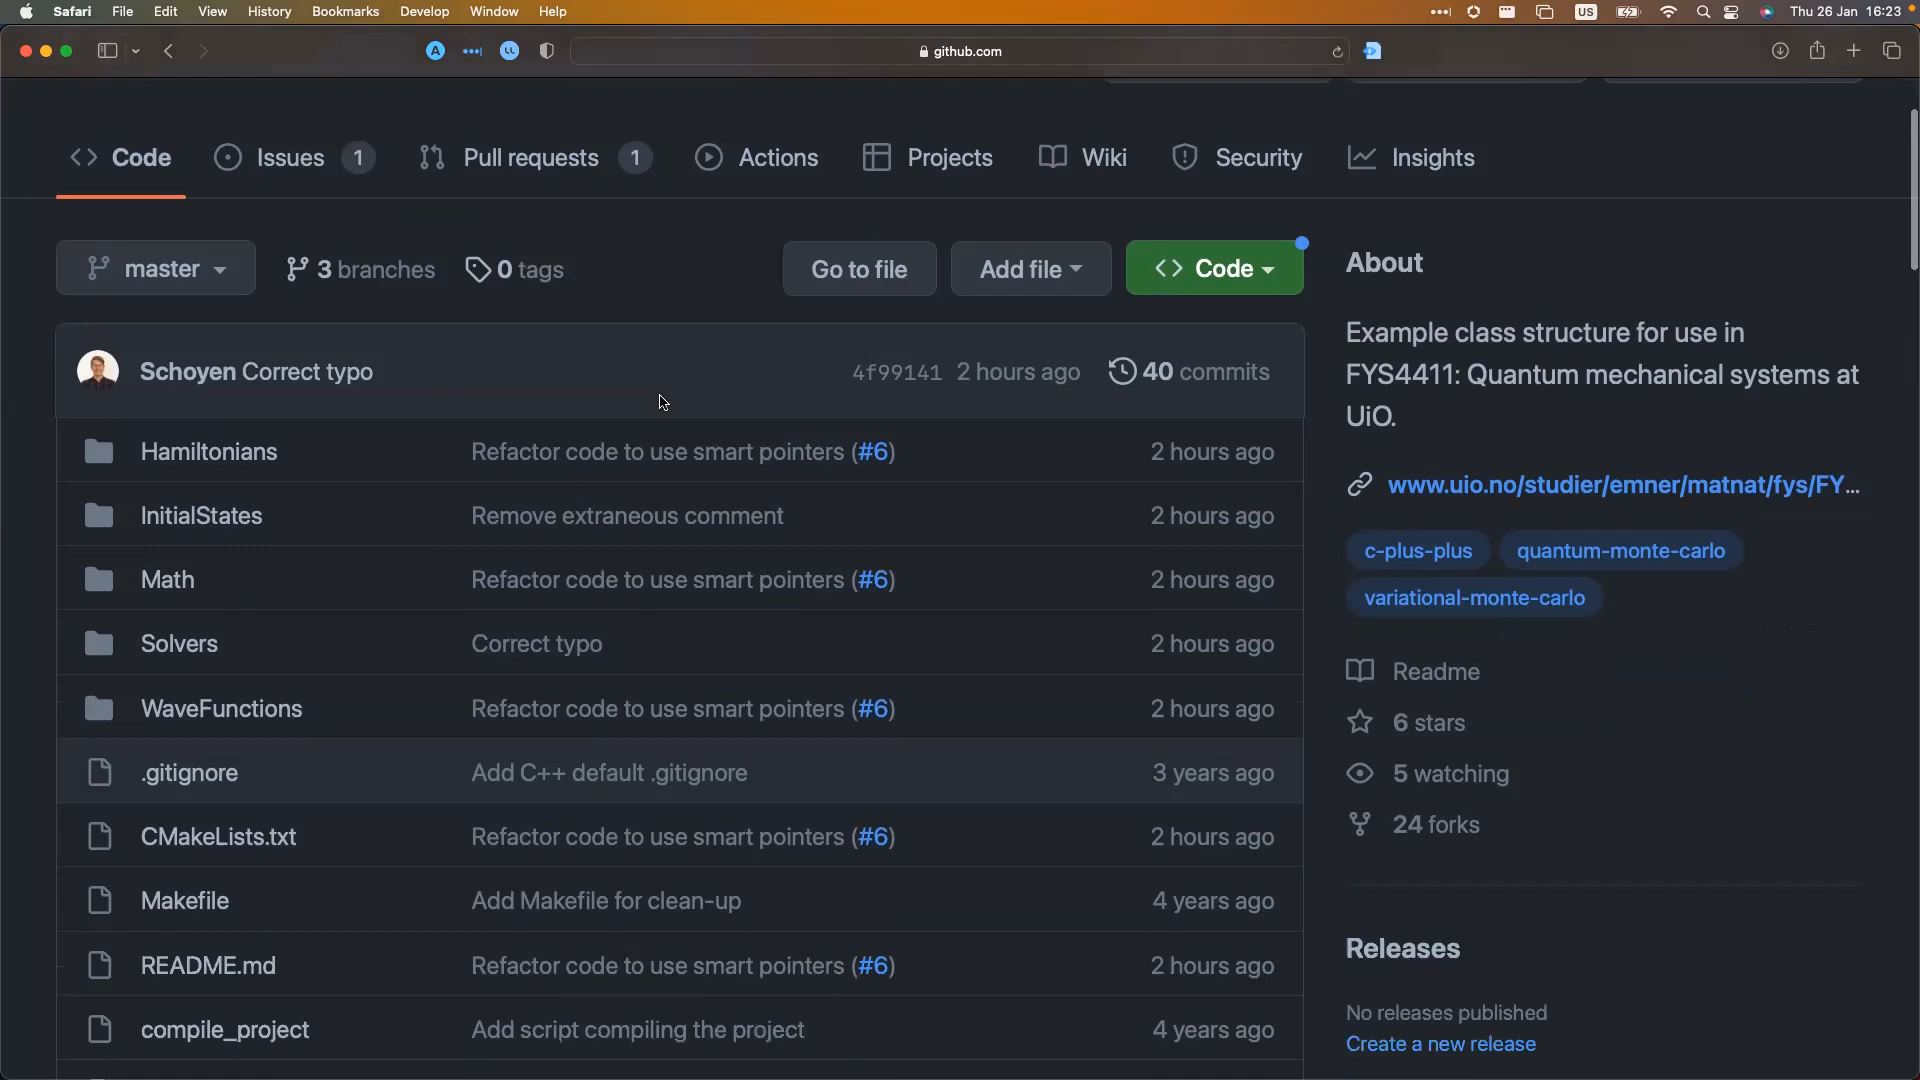 Safari File Edit View History Bookmarks Develop Window Help US Thu 26 Jan 16:23
github.com
Code Issues 1 Pull requests 1 Actions Projects Wiki Security Insights
master 3 branches 0 tags Go to file Add file Code
About
Example class structure for use in
FYS4411: Quantum mechanical systems at
UiO.
www.uio.no/studier/emner/matnat/fys/FY...
c-plus-plus quantum-monte-carlo
variational-monte-carlo
Readme
6 stars
5 watching
24 forks
Releases
No releases published
Create a new release
Schoyen Correct typo 4f99141 2 hours ago 40 commits
Hamiltonians Refactor code to use smart pointers (#6) 2 hours ago
InitialStates Remove extraneous comment 2 hours ago
Math Refactor code to use smart pointers (#6) 2 hours ago
Solvers Correct typo 2 hours ago
WaveFunctions Refactor code to use smart pointers (#6) 2 hours ago
.gitignore Add C++ default .gitignore 3 years ago
CMakeLists.txt Refactor code to use smart pointers (#6) 2 hours ago
Makefile Add Makefile for clean-up 4 years ago
README.md Refactor code to use smart pointers (#6) 2 hours ago
compile_project Add script compiling the project 4 years ago